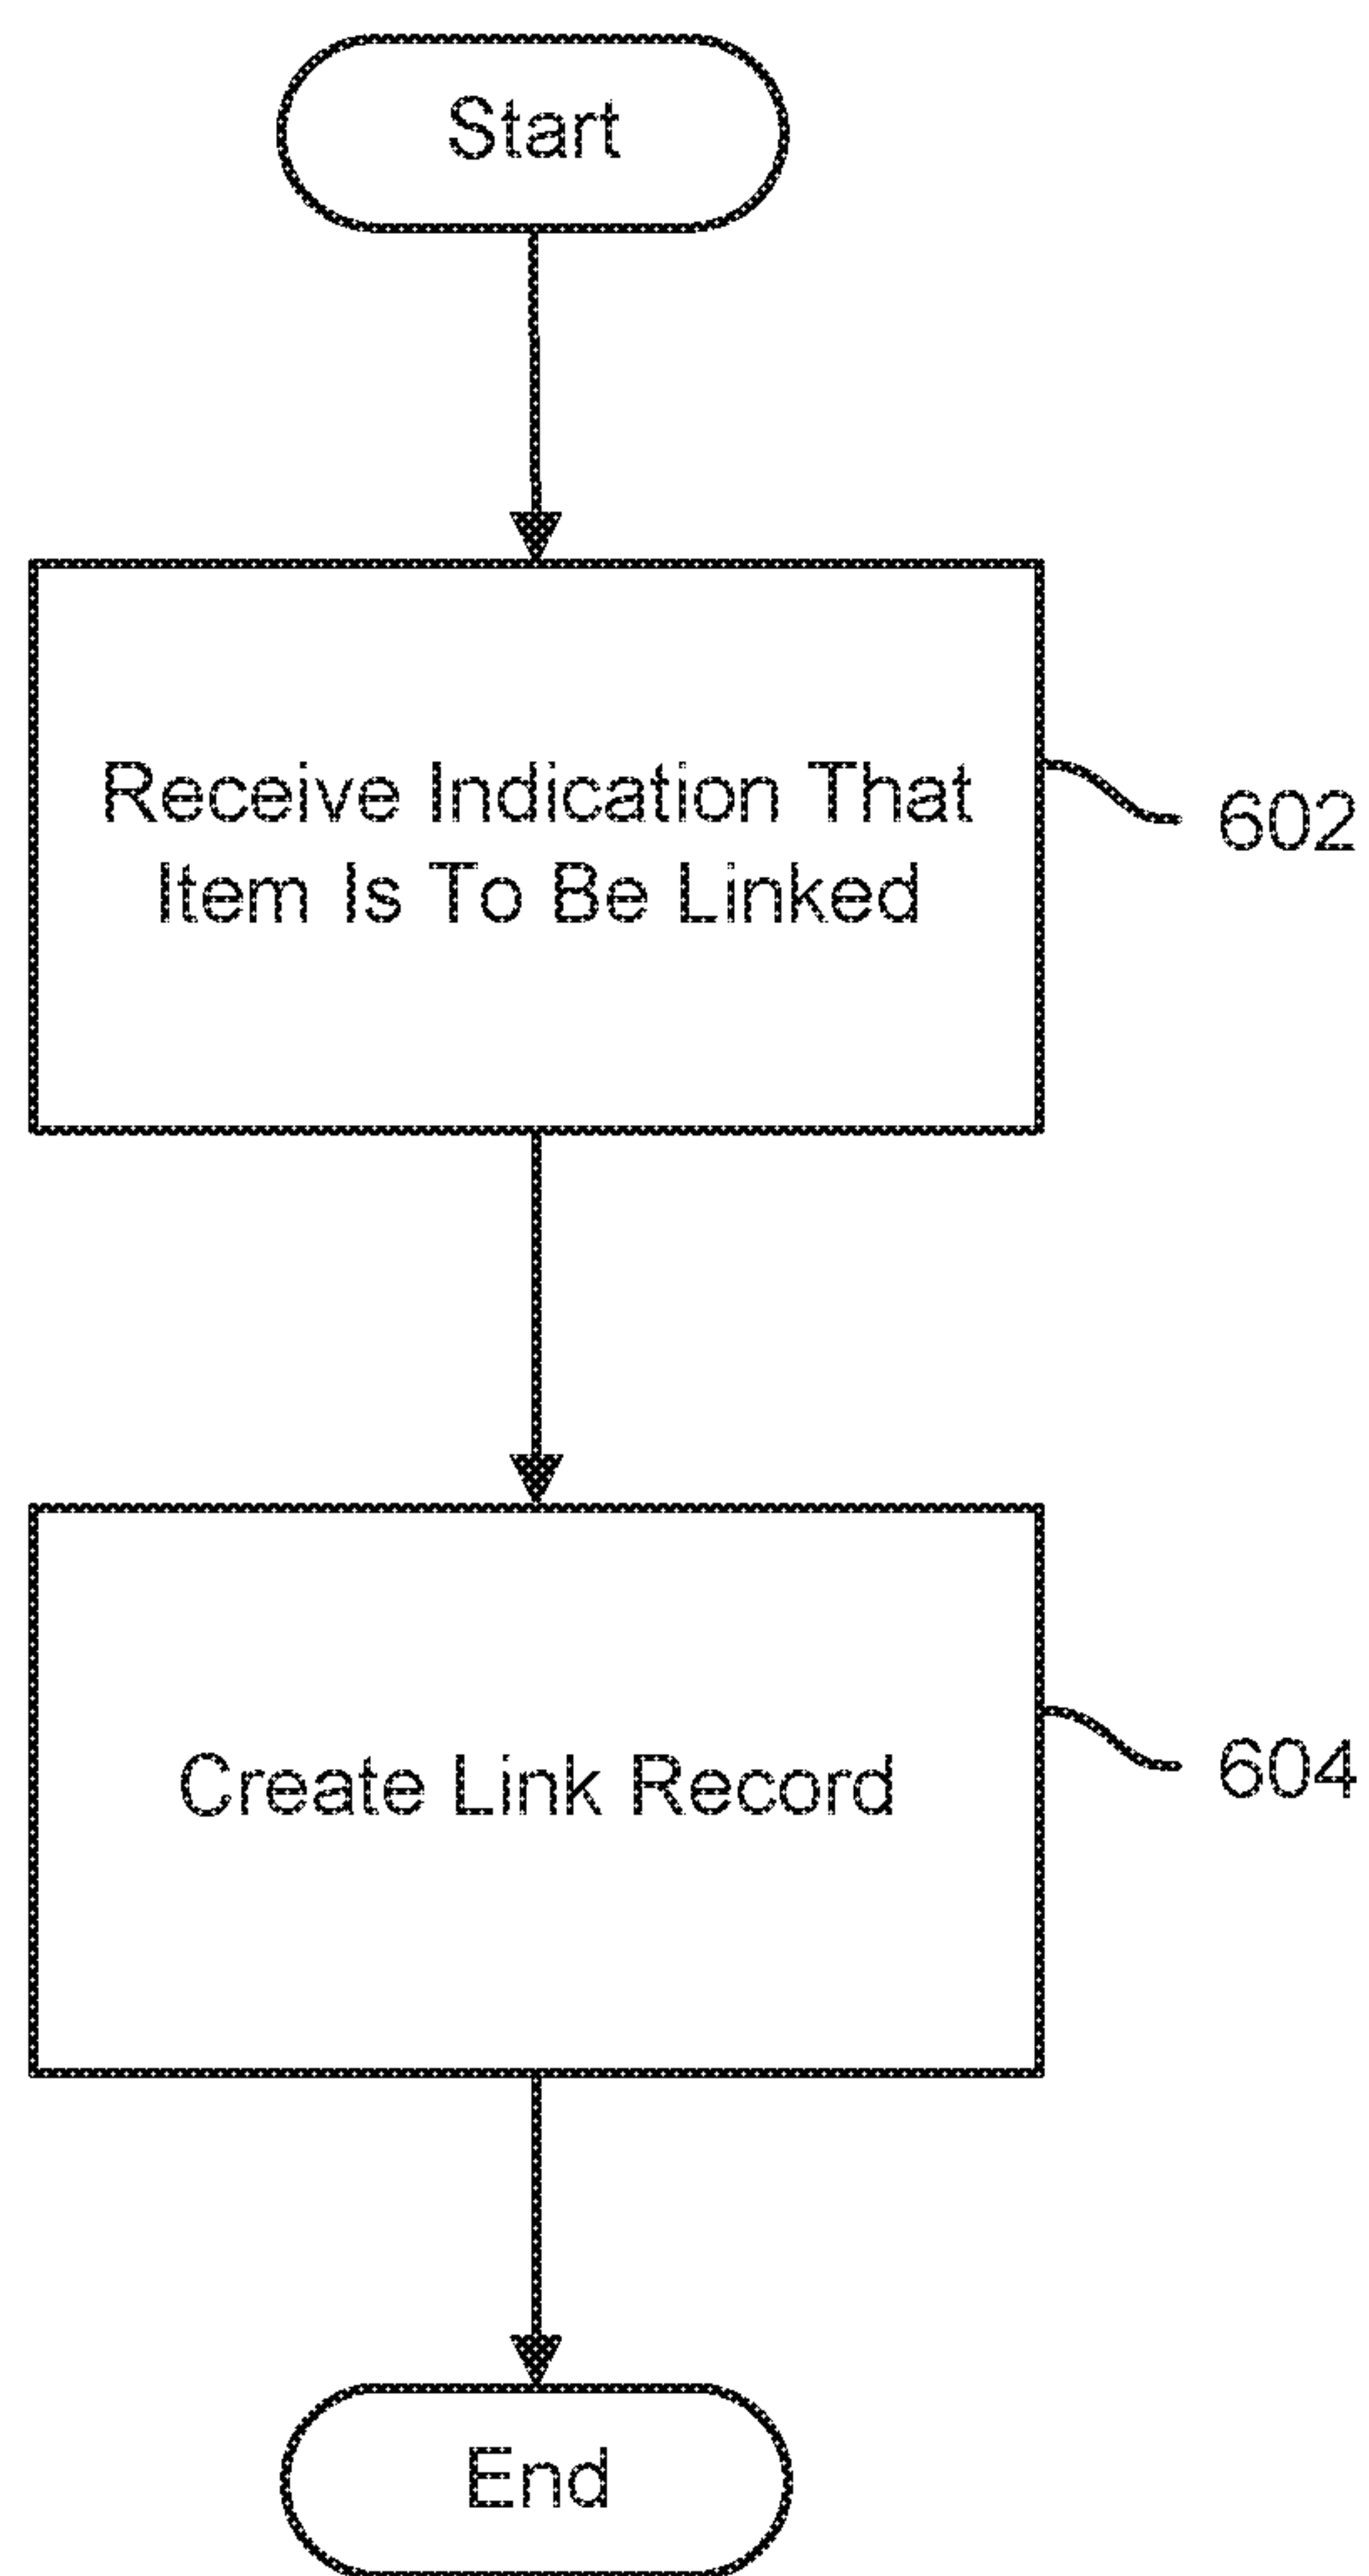 Start
Receive Indication That
Item Is To Be Linked
602
Create Link Record
604
End